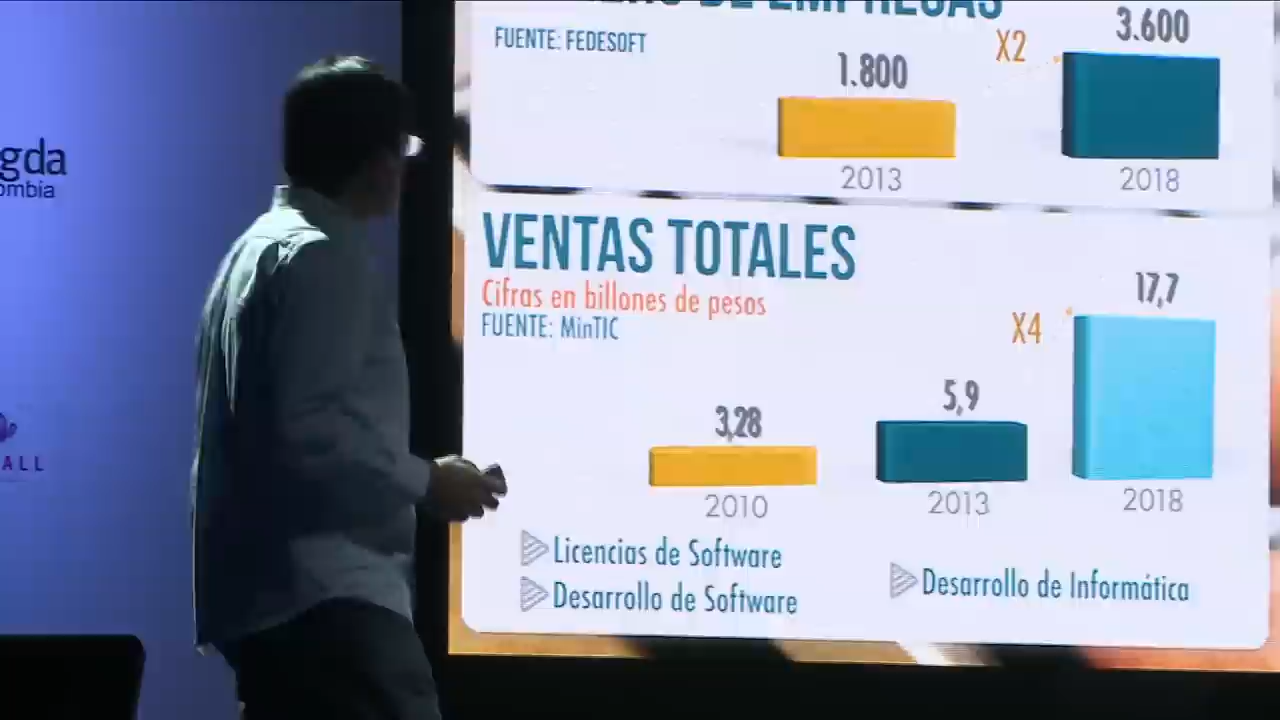 DE EMPRESAS
FUENTE: FEDESOFT
X2
3.600
1.800
2013
2018
gda
ombia
VENTAS TOTALES
Cifras en billones de pesos
FUENTE: MinTIC
X4
17,7
5,9
3,28
2010
2013
2018
ALL
Licencias de Software
Desarrollo de Software
Desarrollo de Informática